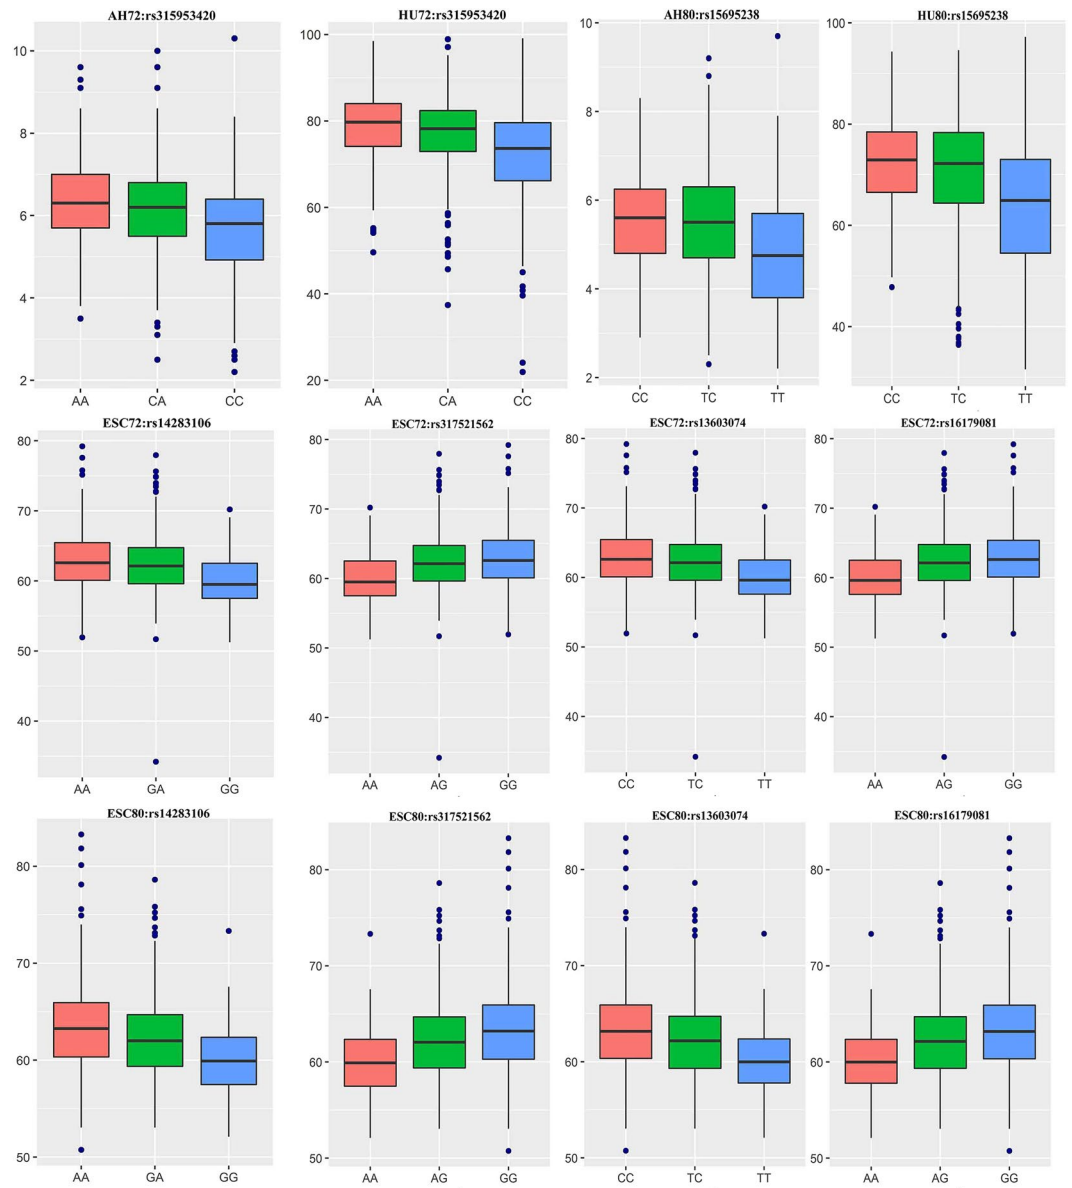 AH72:rs315953420
10
8
6
4
2
AA CA CC
HU72:rs315953420
100
80
60
40
20
AA CA CC
AH80:rs15695238
10
8
6
4
2
CC TC TT
HU80:rs15695238
100
80
60
40
CC TC TT
ESC72:rs14283106
80
70
60
50
40
AA GA GG
ESC72:rs317521562
80
70
60
50
40
AA AG GG
ESC72:rs13603074
80
70
60
50
40
CC TC TT
ESC72:rs16179081
80
70
60
50
40
AA AG GG
ESC80:rs14283106
80
70
60
50
AA GA GG
ESC80:rs317521562
80
70
60
50
AA AG GG
ESC80:rs13603074
80
70
60
50
CC TC TT
ESC80:rs16179081
80
70
60
50
AA AG GG